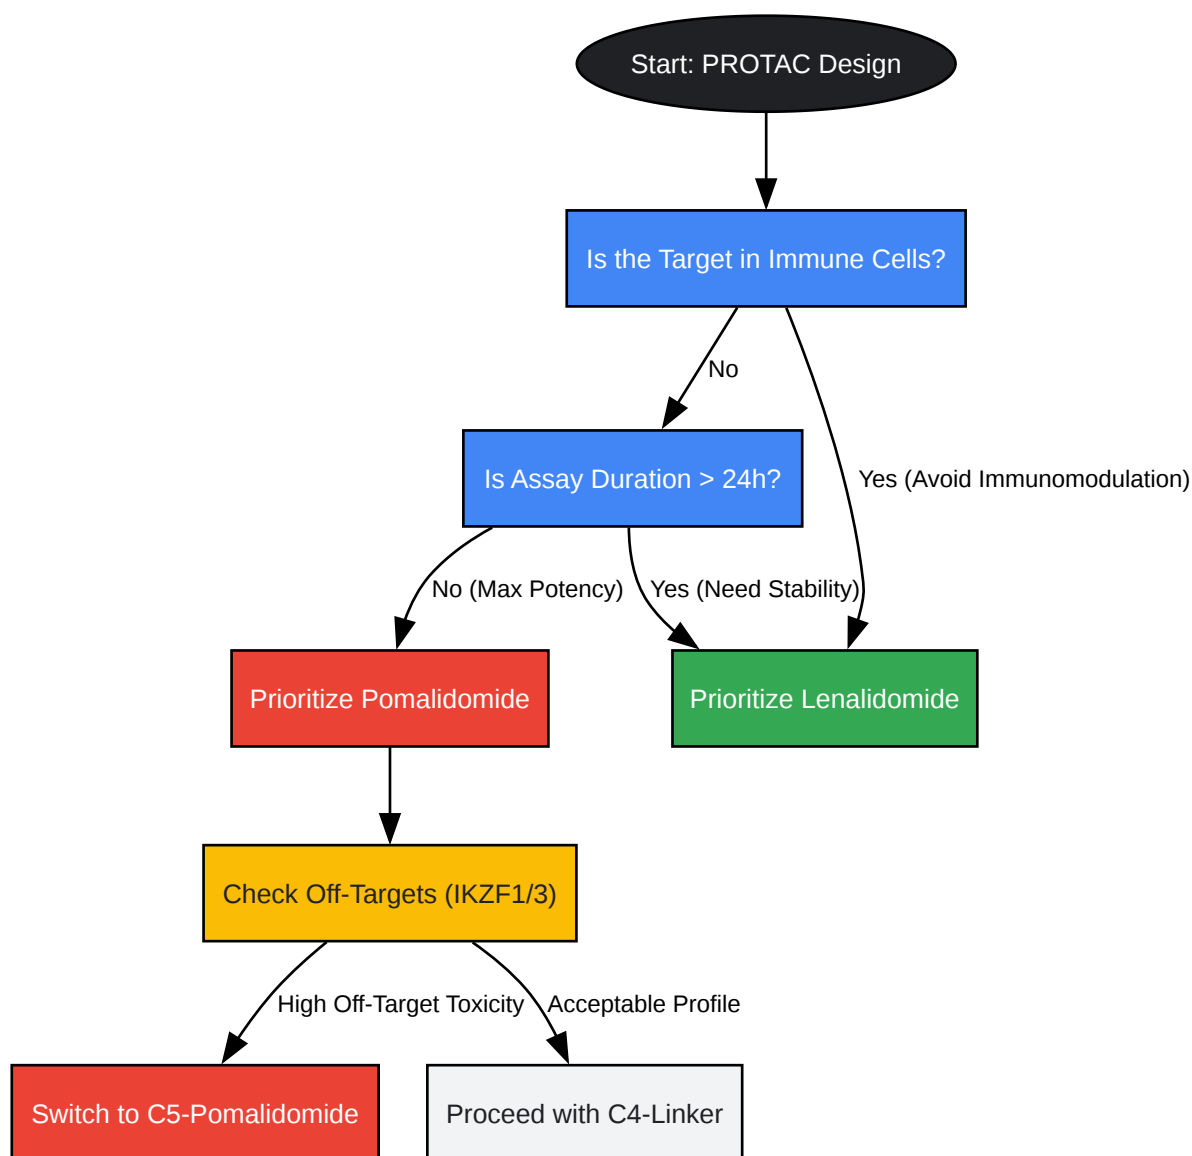 Start: PROTAC Design
Is the Target in Immune Cells?
No
Is Assay Duration > 24h?
Yes (Avoid Immunomodulation)
No (Max Potency)
Yes (Need Stability)
Prioritize Pomalidomide
Prioritize Lenalidomide
Check Off-Targets (IKZF1/3)
High Off-Target Toxicity
Acceptable Profile
Switch to C5-Pomalidomide
Proceed with C4-Linker